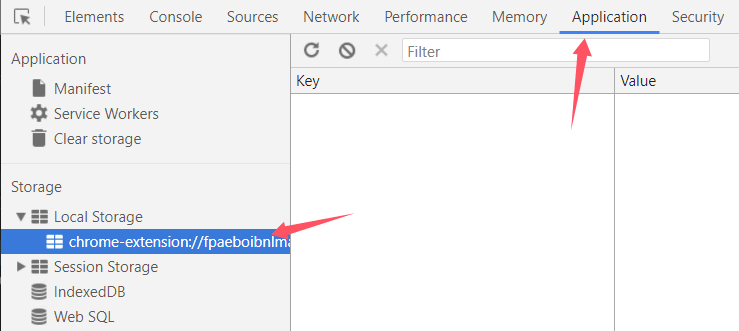 Elements Console Sources Network Performance Memory Application Security
Application
Manifest
Service Workers
Clear storage
Storage
Local Storage
chrome-extension://fpaeboibnlma
Session Storage
IndexedDB
Web SQL
Filter
Key Value